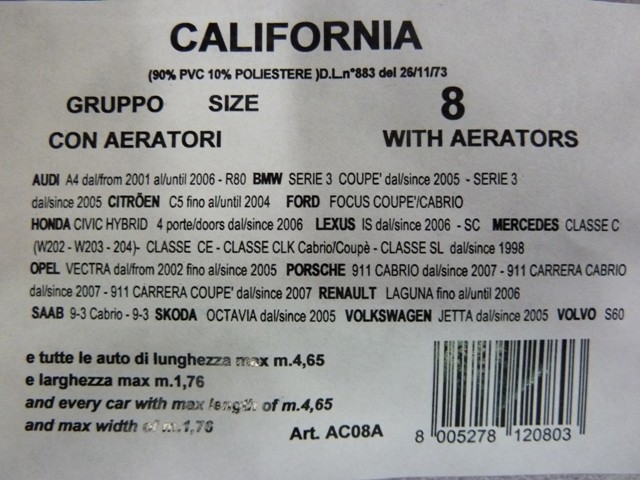 CALIFORNIA
(90% PVC 10% POLIESTERE )D.L.n°883 del 26/11/73
GRUPPO SIZE 8
CON AERATORI WITH AERATORS
AUDI A4 dal/from 2001 al/until 2006 - R80 BMW SERIE 3 COUPE' dal/since 2005 - SERIE 3
dal/since 2005 CITRÖEN C5 fino al/until 2004 FORD FOCUS COUPE'/CABRIO
HONDA CIVIC HYBRID 4 porte/doors dal/since 2006 LEXUS IS dal/since 2006 - SC MERCEDES CLASSE C
(W202 - W203 - 204)- CLASSE CE - CLASSE CLK Cabrio/Coupè - CLASSE SL dal/since 1998
OPEL VECTRA dal/from 2002 fino al/since 2005 PORSCHE 911 CABRIO dal/since 2007 - 911 CARRERA CABRIO
dal/since 2007 - 911 CARRERA COUPE' dal/since 2007 RENAULT LAGUNA fino al/until 2006
SAAB 9-3 Cabrio - 9-3 SKODA OCTAVIA dal/since 2005 VOLKSWAGEN JETTA dal/since 2005 VOLVO S60
e tutte le auto di lunghezza max m.4,65
e larghezza max m.1,76
and every car with max length of m.4,65
and max width of m.1,76
Art. AC08A
8 005278 120803